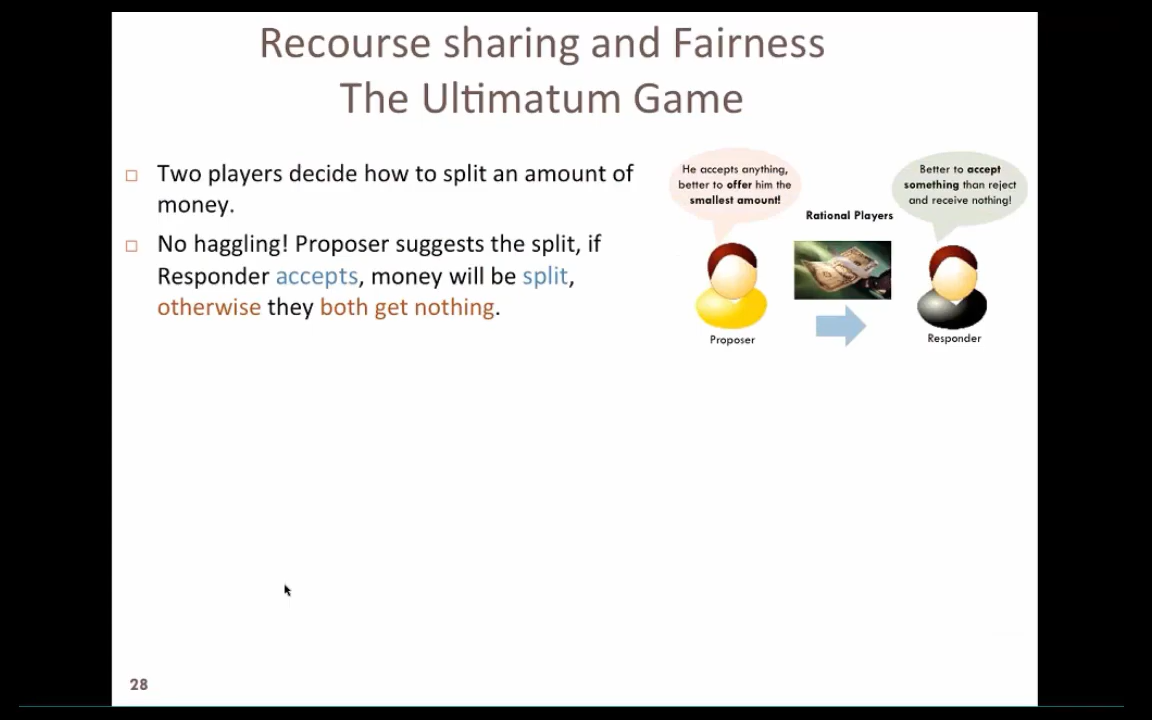 Recourse sharing and Fairness
The Ultimatum Game
Two players decide how to split an amount of
money.
No haggling! Proposer suggests the split, if
Responder accepts, money will be split,
otherwise they both get nothing.
He accepts anything,
better to offer him the
smallest amount!
Better to accept
something than reject
and receive nothing!
Rational Players
Proposer
Responder
28